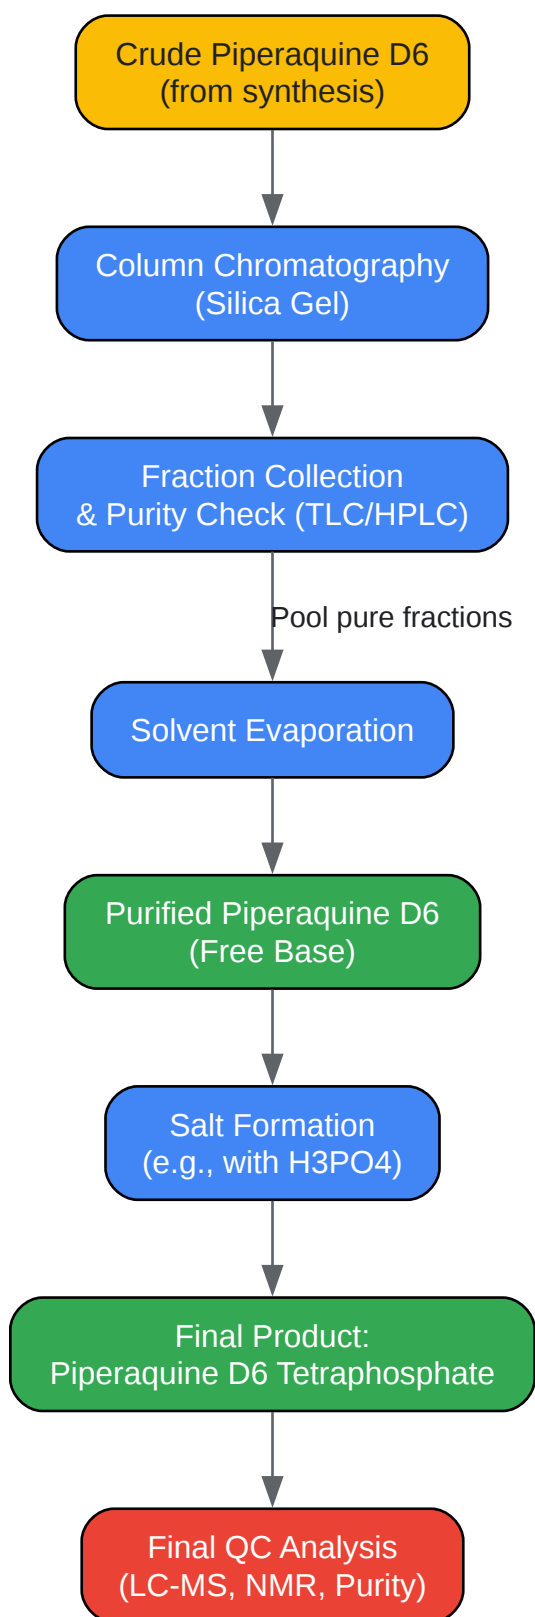 Crude Piperaquine D6
(from synthesis)
Column Chromatography
(Silica Gel)
Fraction Collection
& Purity Check (TLC/HPLC)
Pool pure fractions
Solvent Evaporation
Purified Piperaquine D6
(Free Base)
Salt Formation
(e.g., with H3PO4)
Final Product:
Piperaquine D6 Tetraphosphate
Final QC Analysis
(LC-MS, NMR, Purity)